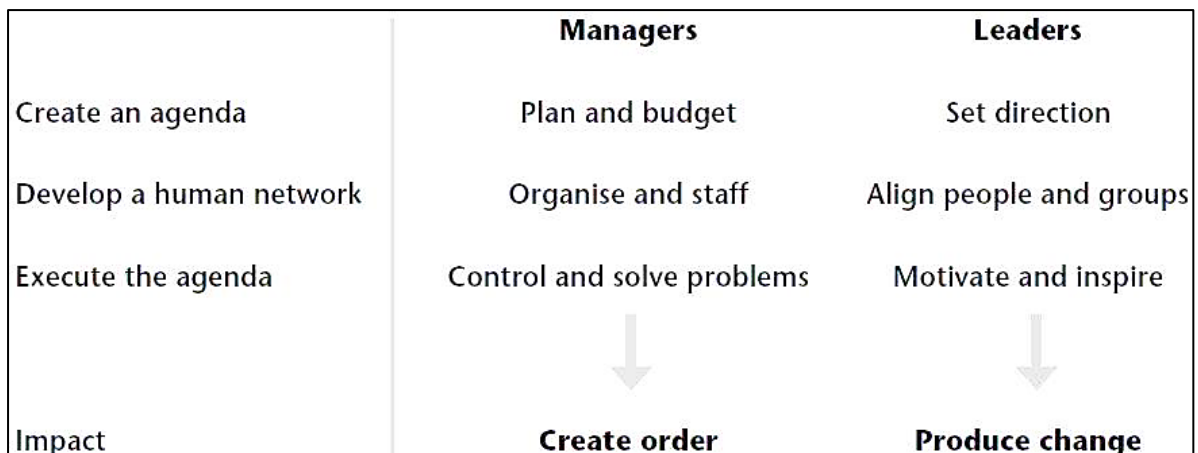 Managers Leaders
Create an agenda Plan and budget Set direction
Develop a human network Organise and staff Align people and groups
Execute the agenda Control and solve problems Motivate and inspire
Impact Create order Produce change